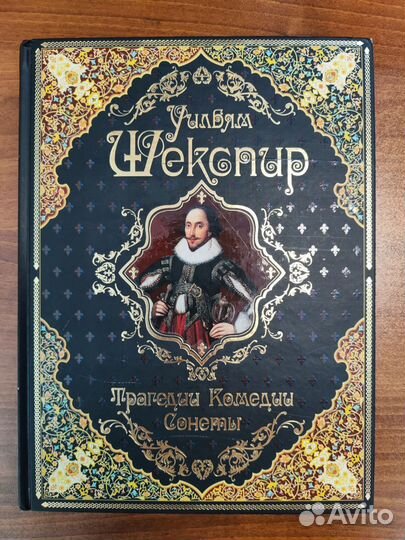 Уильям
Шекспир
Трагедии Комедии
Сонеты
Avito